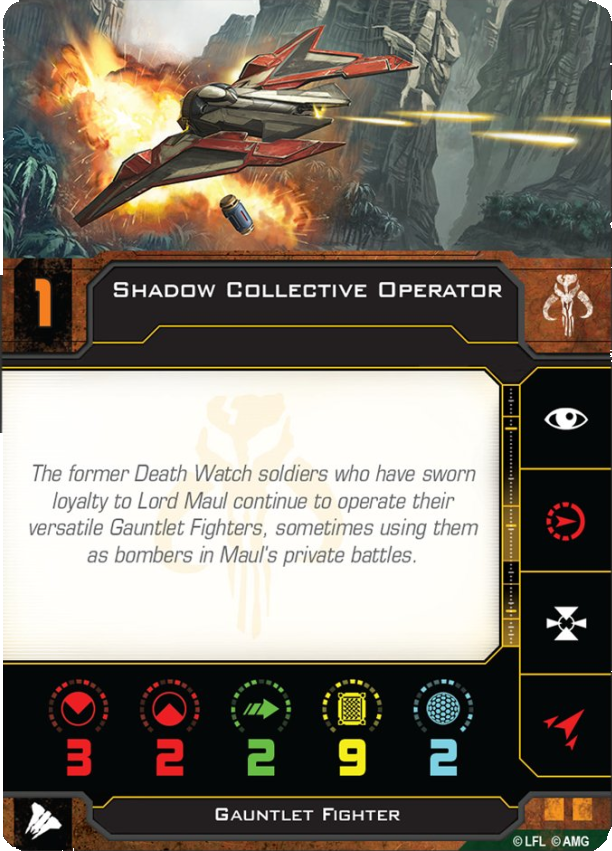 1
SHADOW COLLECTIVE OPERATOR
The former Death Watch soldiers who have sworn
loyalty to Lord Maul continue to operate their
versatile Gauntlet Fighters, sometimes using them
as bombers in Maul's private battles.
3 2 2 9 2
GAUNTLET FIGHTER
© LFL © AMG